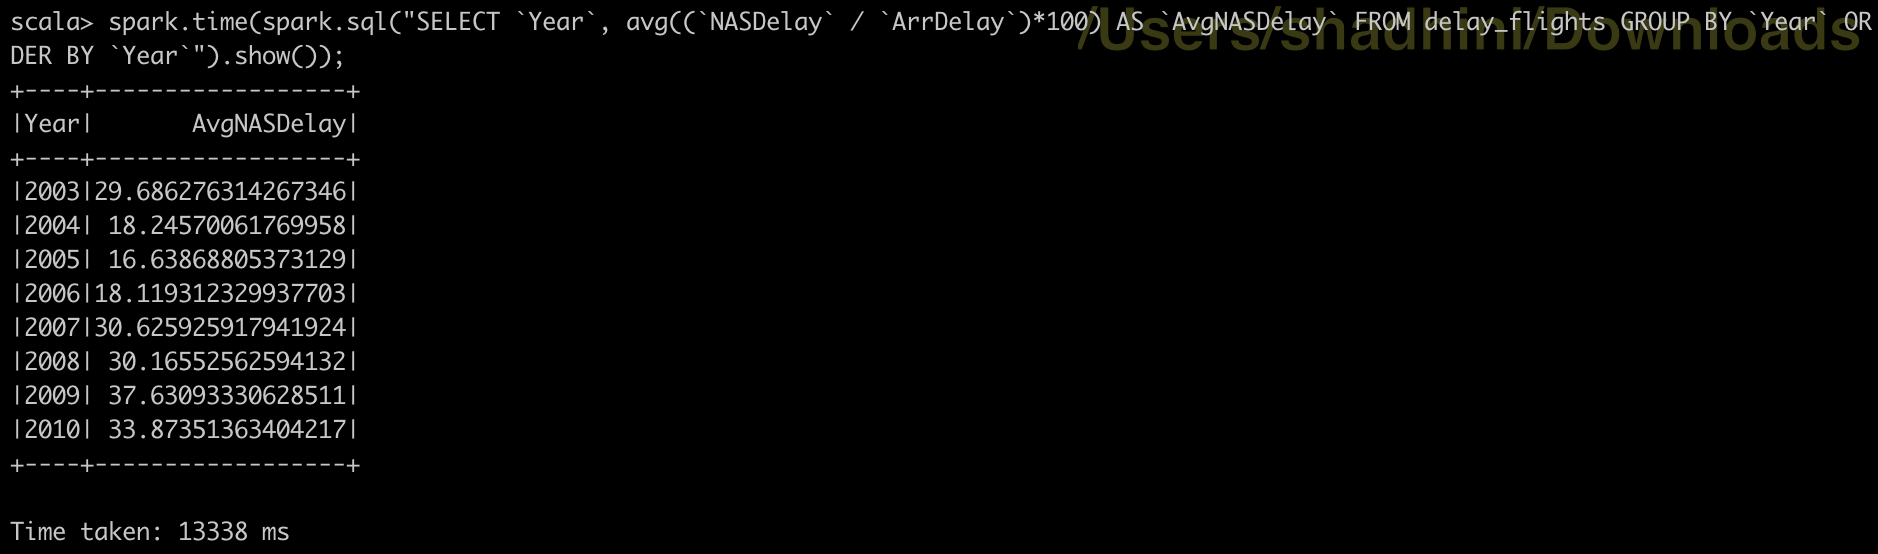 scala> spark.time(spark.sql("SELECT `Year`, avg((`NASDelay` / `ArrDelay`)*100) AS `AvgNASDelay` FROM delay_flights GROUP BY `Year` OR
DER BY `Year`").show());
/Users/shadhini/Downloads
+----+------------------+
|Year|       AvgNASDelay|
+----+------------------+
|2003|29.686276314267346|
|2004| 18.24570061769958|
|2005| 16.63868805373129|
|2006|18.119312329937703|
|2007|30.625925917941924|
|2008| 30.16552562594132|
|2009| 37.63093330628511|
|2010| 33.87351363404217|
+----+------------------+
Time taken: 13338 ms